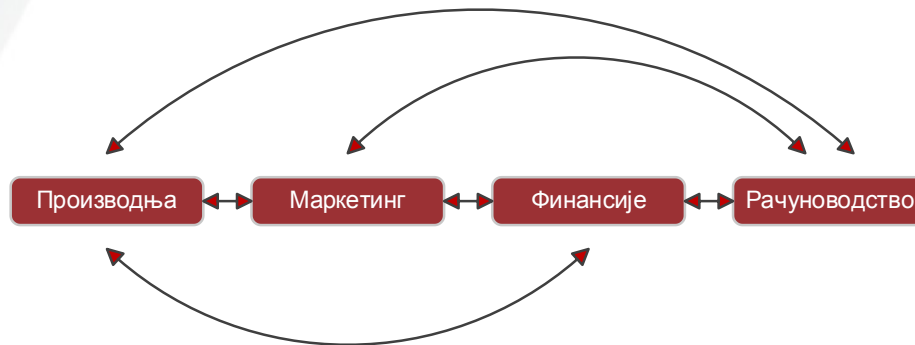 Производња
Маркетинг
Финансије
Рачуноводство